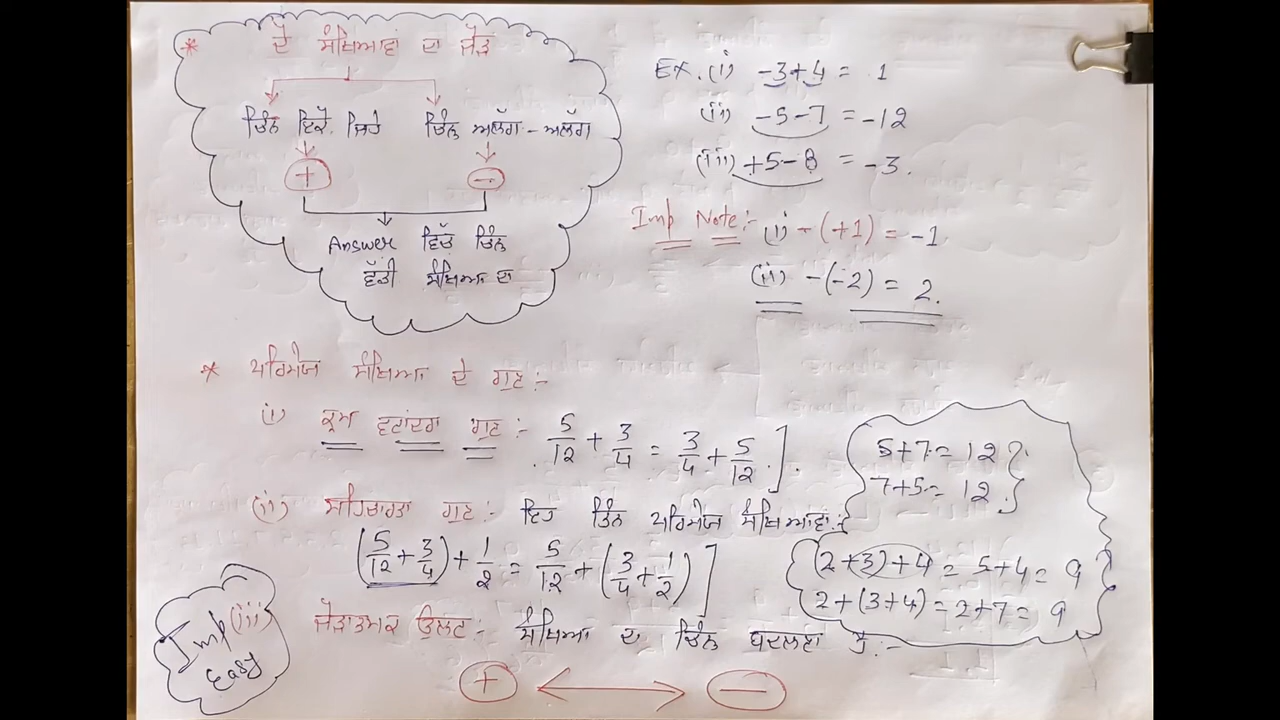 * ਦੋ ਸੰਖਿਆਵਾਂ ਦਾ ਜੋੜ
ਚਿੰਨ ਇਕੋ ਜਿਹੇ ਚਿੰਨ ਅਲੱਗ-ਅਲੱਗ
+ -
Answer ਵਿੱਚ ਚਿੰਨ
ਵੱਡੀ ਸੰਖਿਆ ਦਾ
Ex. (i) -3+4 = 1
(ii) -5-7 = -12
(iii) +5-8 = -3.
Imp Note:- (i) -(+1) = -1
(ii) -(-2) = 2.
* ਪਰਿਮੇਯ ਸੰਖਿਆ ਦੇ ਗੁਣ:-
(i) ਕ੍ਰਮ ਵਟਾਂਦਰਾ ਗੁਣ:- 5/12 + 3/4 = 3/4 + 5/12 ].
5+7 = 12 }
7+5 = 12 }
(ii) ਸਹਿਚਾਰਤਾ ਗੁਣ:- ਇਹ ਤਿੰਨ ਪਰਿਮੇਯ ਸੰਖਿਆਵਾਂ:-
(5/12 + 3/4) + 1/2 = 5/12 + (3/4 + 1/2) ]
(2+3)+4 = 5+4 = 9
2+(3+4) = 2+7 = 9
Imp Easy
(iii) ਜੋੜਾਤਮਕ ਉਲਟ:- ਸੰਖਿਆ ਦਾ ਚਿੰਨ ਬਦਲਣਾ ਹੈ:-
+ ⟷ -